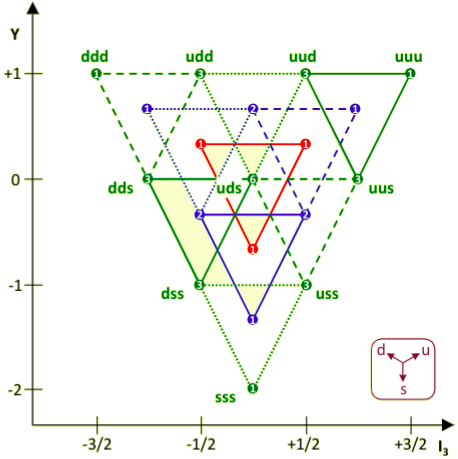 Y
ddd udd uud uuu
+1 1 3 3 1
1 2 1
1 1
0 3 6 3
dds uds uus
2 2
1
-1 3 3
dss uss
1
d u
s
-2 1
sss
-3/2 -1/2 +1/2 +3/2 I₃